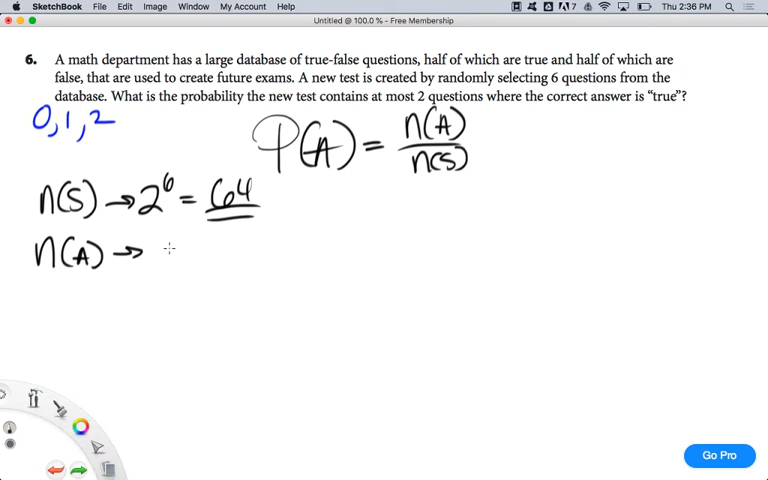 SketchBook File Edit Image Window My Account Help 7 Thu 2:36 PM
Untitled @ 100.0 % - Free Membership
6. A math department has a large database of true-false questions, half of which are true and half of which are
false, that are used to create future exams. A new test is created by randomly selecting 6 questions from the
database. What is the probability the new test contains at most 2 questions where the correct answer is “true”?
0, 1, 2
P(A) = n(A)/n(S)
n(S) → 2^6 = 64
n(A) →
Go Pro